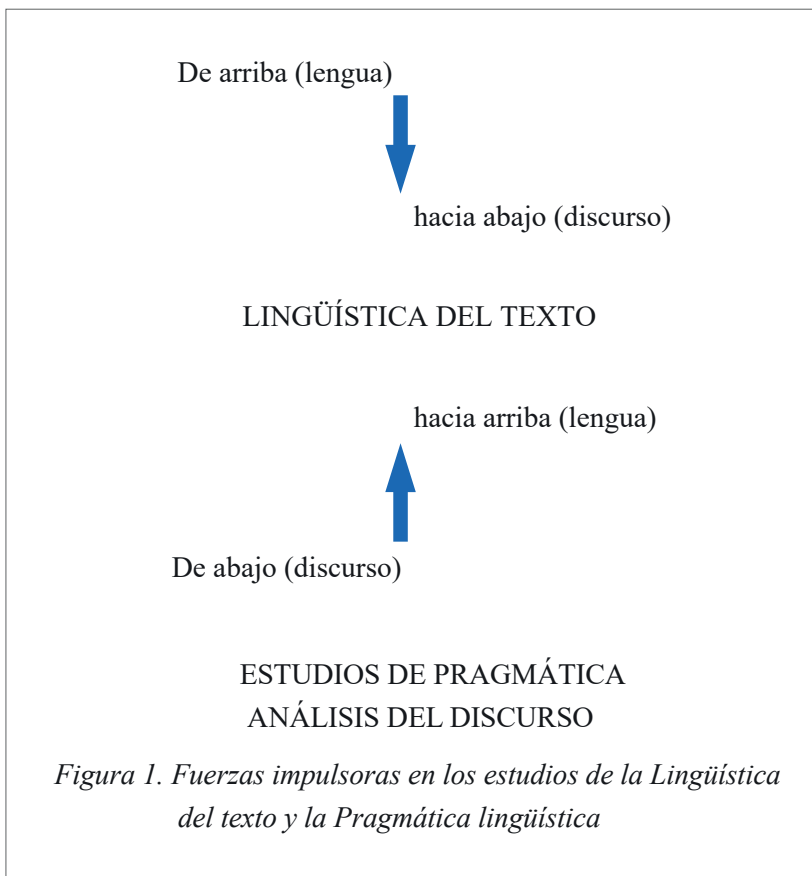 De arriba (lengua)
hacia abajo (discurso)
LINGÜÍSTICA DEL TEXTO
hacia arriba (lengua)
De abajo (discurso)
ESTUDIOS DE PRAGMÁTICA
ANÁLISIS DEL DISCURSO
Figura 1. Fuerzas impulsoras en los estudios de la Lingüística
del texto y la Pragmática lingüística